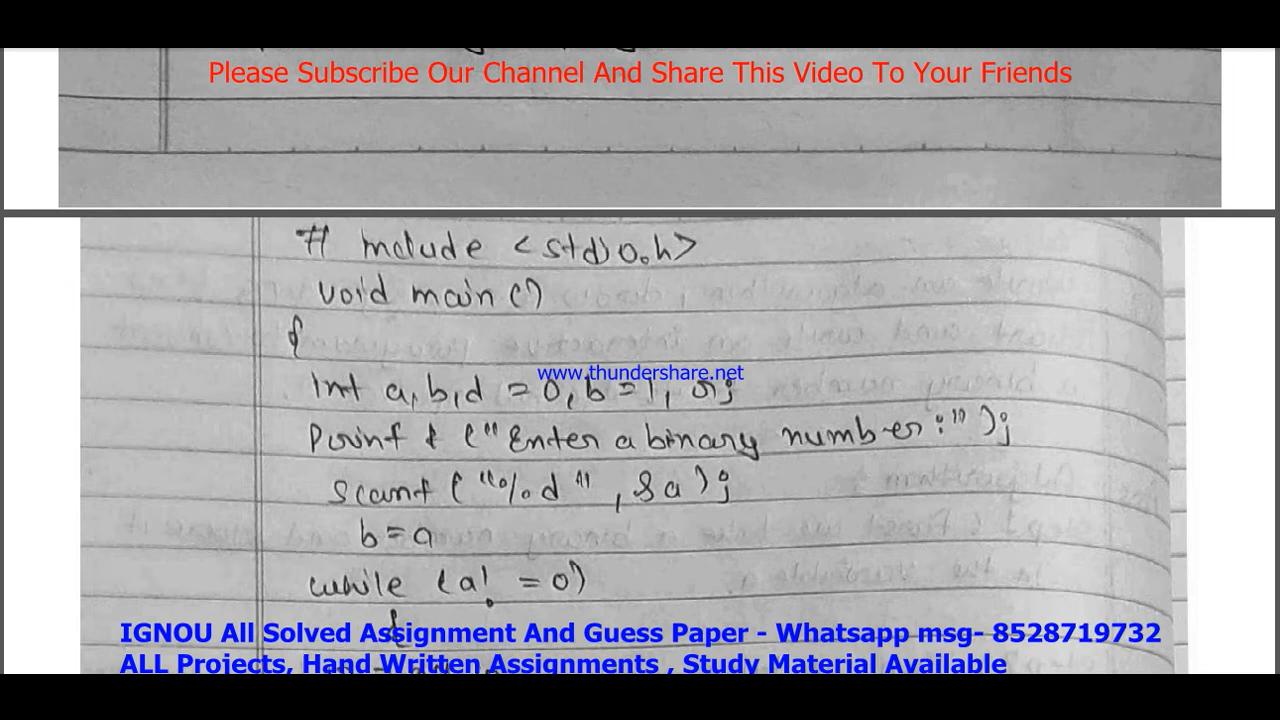 Please Subscribe Our Channel And Share This Video To Your Friends
# include <stdio.h>
void main ()
{
www.thundershare.net
int a, b, d = 0, b = 1, r;
Printf ("Enter a binary number :");
scanf ("%d", &a);
b = a
while (a! = 0)
{
IGNOU All Solved Assignment And Guess Paper - Whatsapp msg- 8528719732
ALL Projects, Hand Written Assignments , Study Material Available